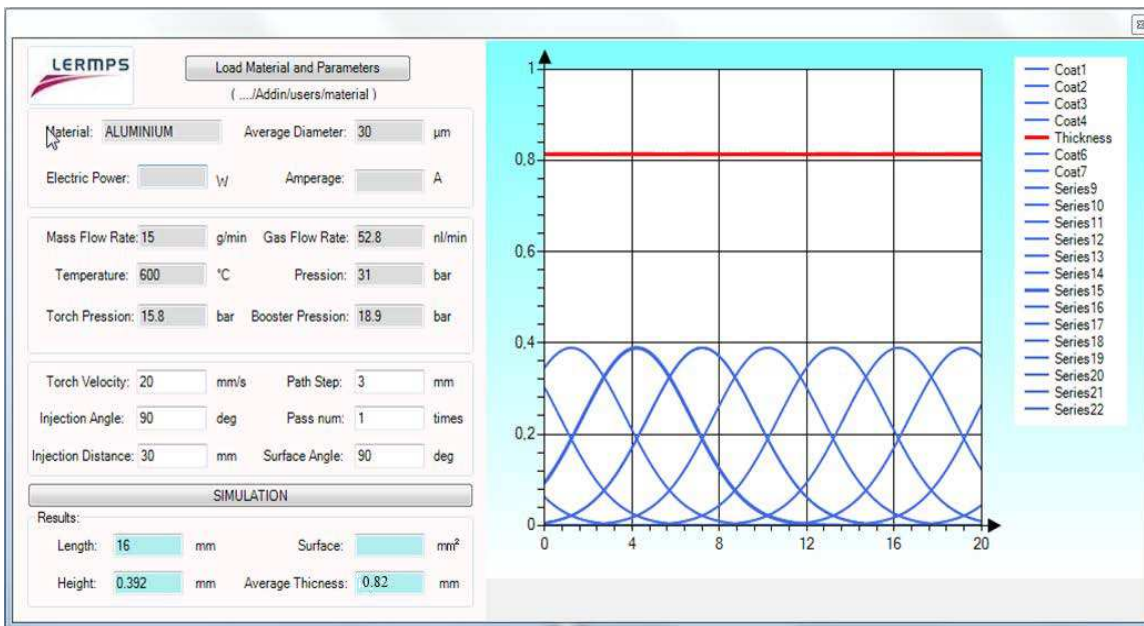 LERMPS
Load Material and Parameters
( ..../Addin/users/material )
Material: ALUMINIUM Average Diameter: 30 µm
Electric Power: W Amperage: A
Mass Flow Rate: 15 g/min Gas Flow Rate: 52.8 nl/min
Temperature: 600 °C Pression: 31 bar
Torch Pression: 15.8 bar Booster Pression: 18.9 bar
Torch Velocity: 20 mm/s Path Step: 3 mm
Injection Angle: 90 deg Pass num: 1 times
Injection Distance: 30 mm Surface Angle: 90 deg
SIMULATION
Results:
Length: 16 mm Surface: mm²
Height: 0.392 mm Average Thicness: 0.82 mm
1
0,8
0,6
0,4
0,2
0
0 4 8 12 16 20
Coat1
Coat2
Coat3
Coat4
Thickness
Coat6
Coat7
Series9
Series10
Series11
Series12
Series13
Series14
Series15
Series16
Series17
Series18
Series19
Series20
Series21
Series22